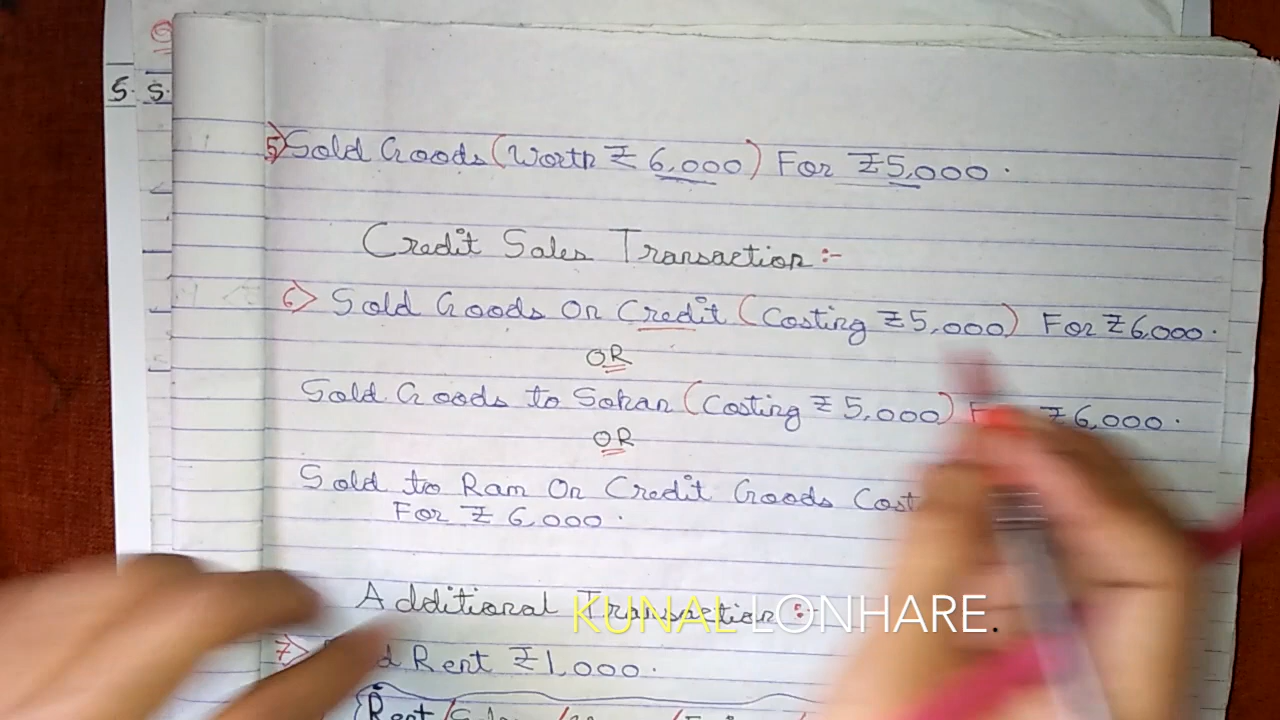 S. S.
5> Sold Goods (Worth ₹ 6,000) For ₹5,000.
Credit Sales Transaction :-
6> Sold Goods On Credit (Costing ₹5,000) For ₹6,000.
OR
Sold Goods to Sohan (Costing ₹5,000) ₹6,000.
OR
Sold to Ram On Credit Goods Cost
For ₹ 6,000.
Additional Transaction :-
KUNAL LONHARE.
7> Rent ₹1,000.
Rent